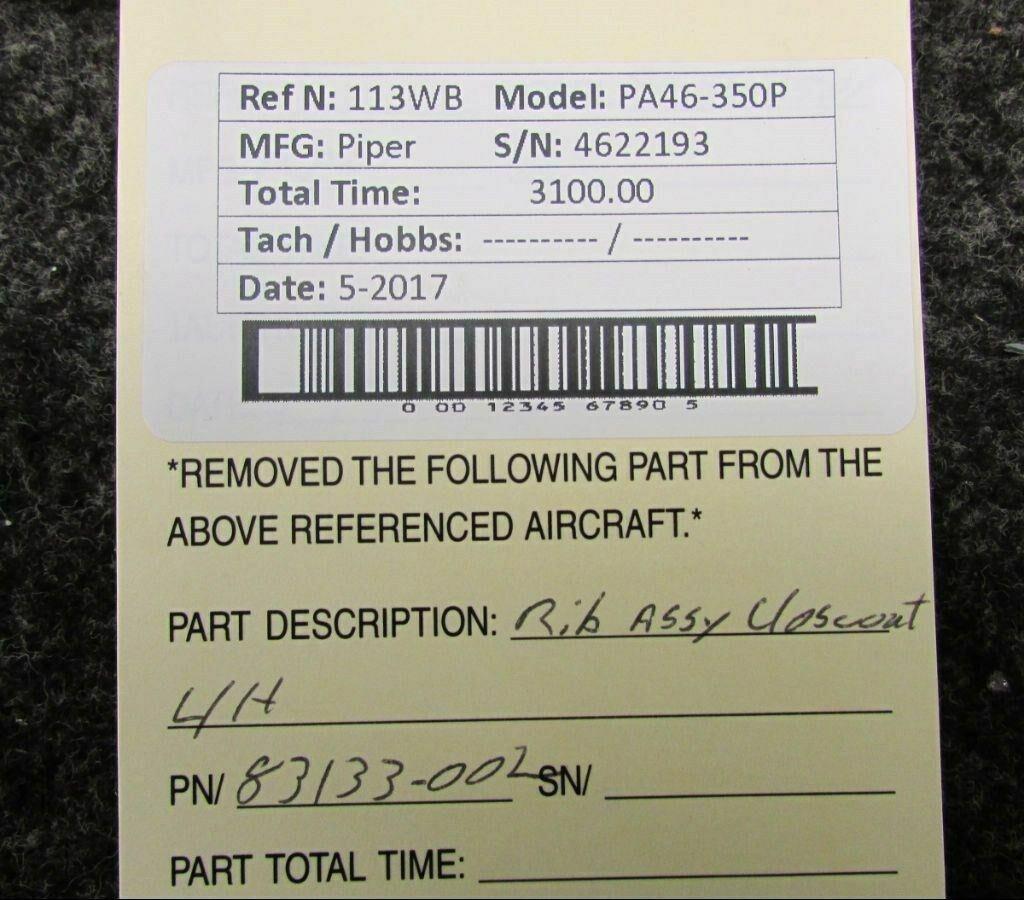 Ref N: 113WB Model: PA46-350P
MFG: Piper S/N: 4622193
Total Time: 3100.00
Tach / Hobbs: ---------- / ----------
Date: 5-2017
0 00 12345 67890 5
*REMOVED THE FOLLOWING PART FROM THE
ABOVE REFERENCED AIRCRAFT.*
PART DESCRIPTION: Rib Assy
L/H
PN/ 83133-002 SN/
PART TOTAL TIME: